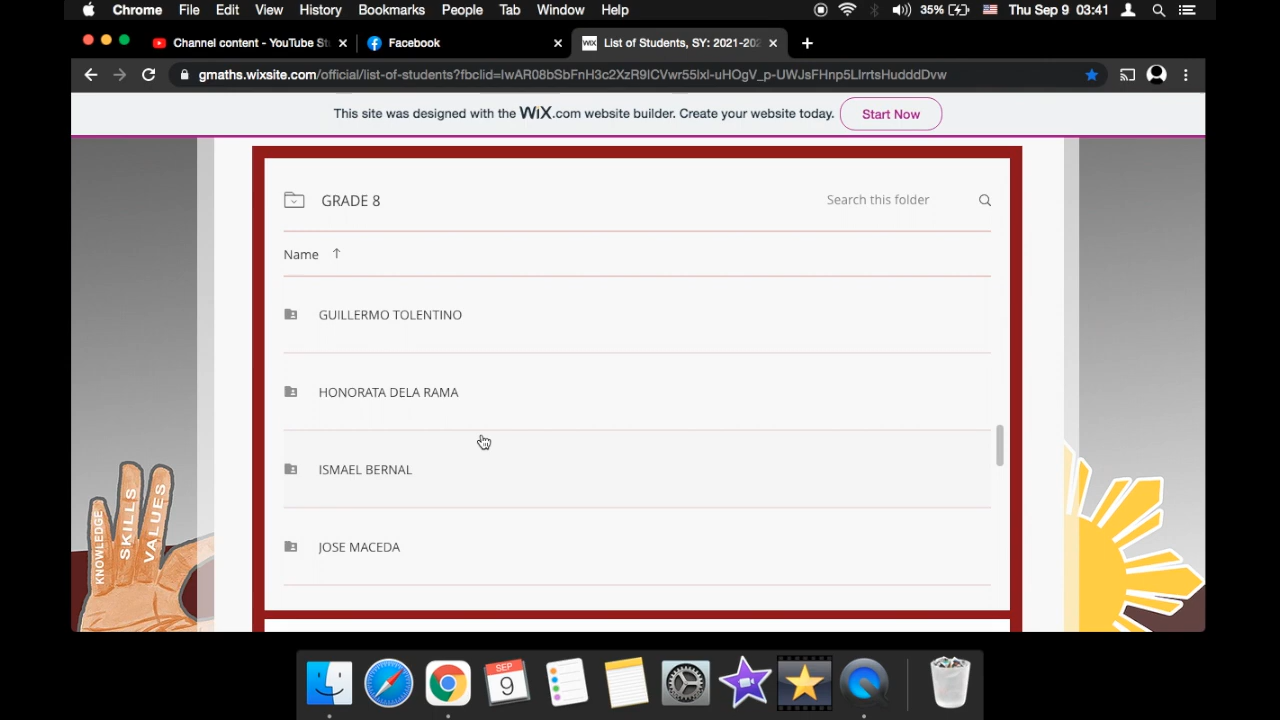 Chrome File Edit View History Bookmarks People Tab Window Help 35% Thu Sep 9 03:41
Channel content - YouTube St
Facebook
WiX List of Students, SY: 2021-202
gmaths.wixsite.com/official/list-of-students?fbclid=IwAR08bSbFnH3c2XzR9lCVwr55lxl-uHOgV_p-UWJsFHnp5LIrrtsHudddDvw
This site was designed with the WiX.com website builder. Create your website today. Start Now
GRADE 8
Search this folder
Name ↑
GUILLERMO TOLENTINO
HONORATA DELA RAMA
ISMAEL BERNAL
JOSE MACEDA
KNOWLEDGE
SKILLS
VALUES
SEP
9